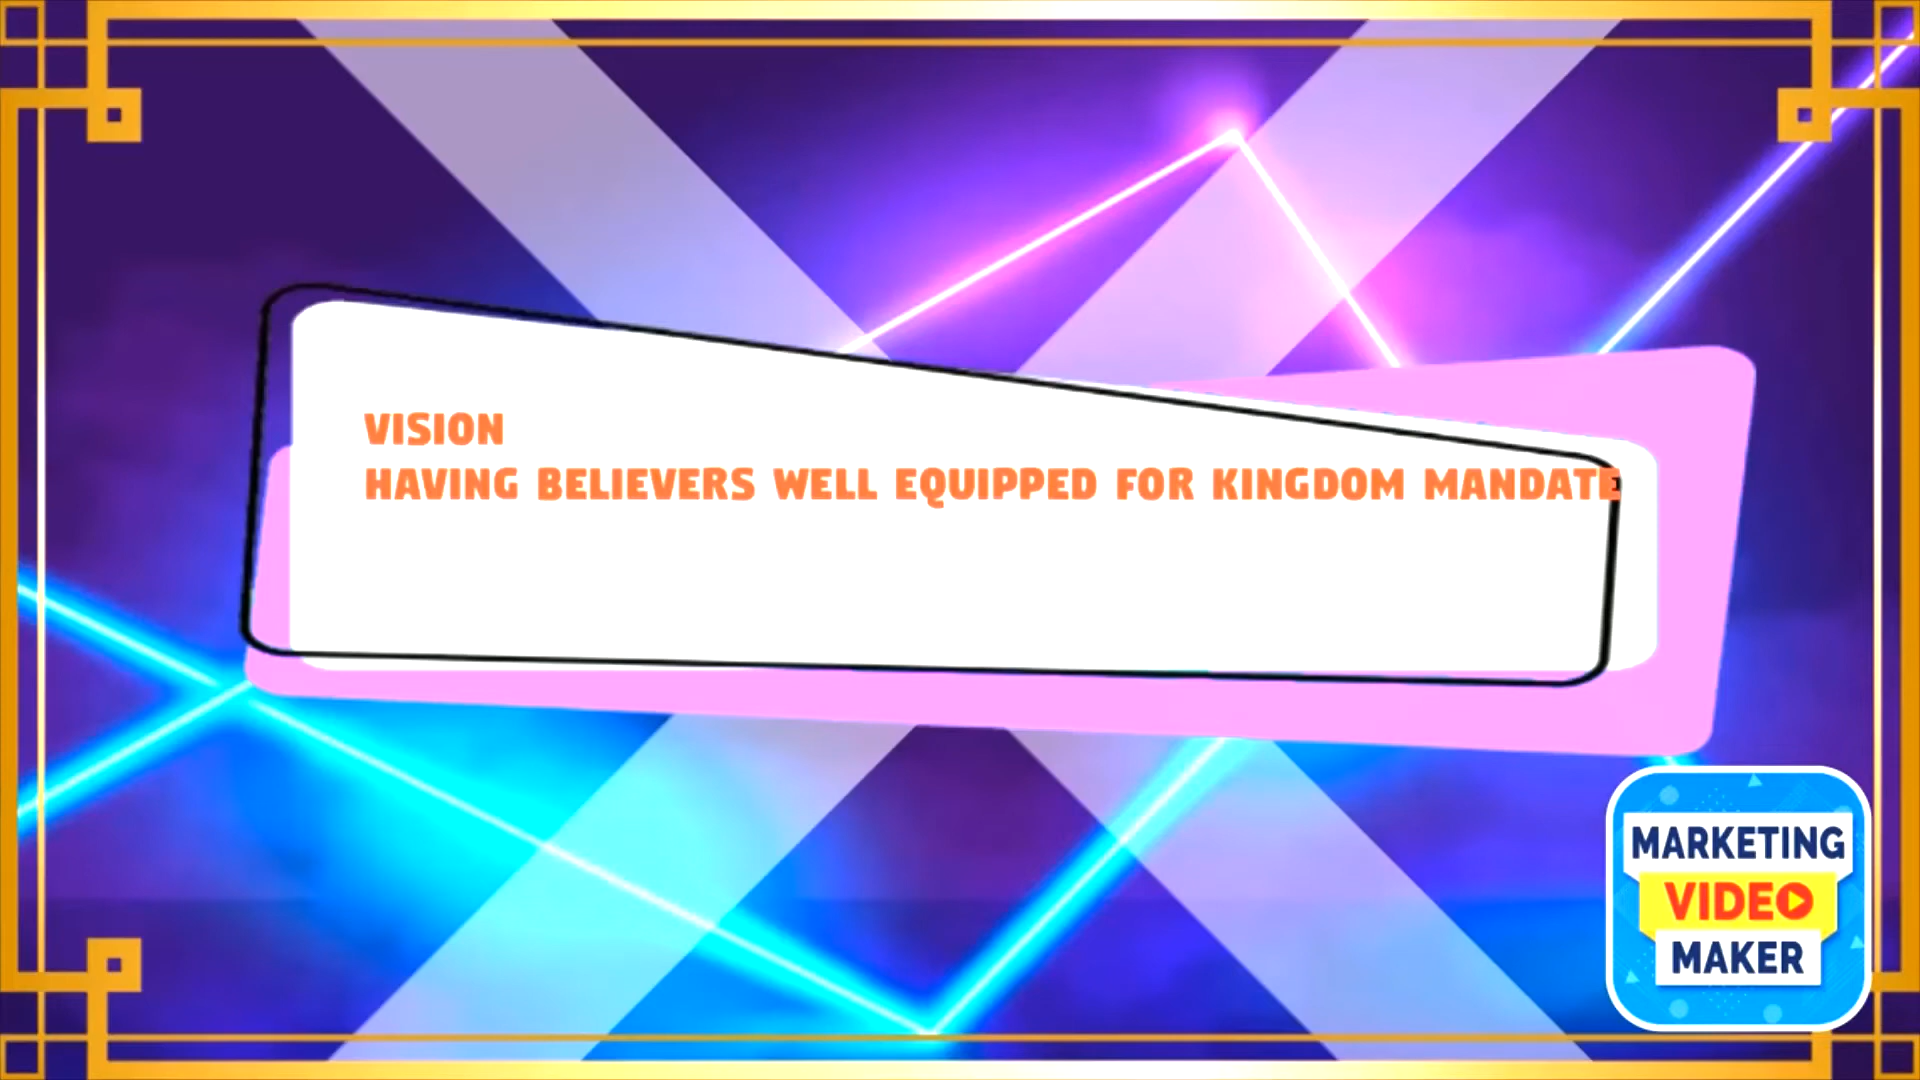 VISION
HAVING BELIEVERS WELL EQUIPPED FOR KINGDOM MANDATE
MARKETING
VIDEO
MAKER